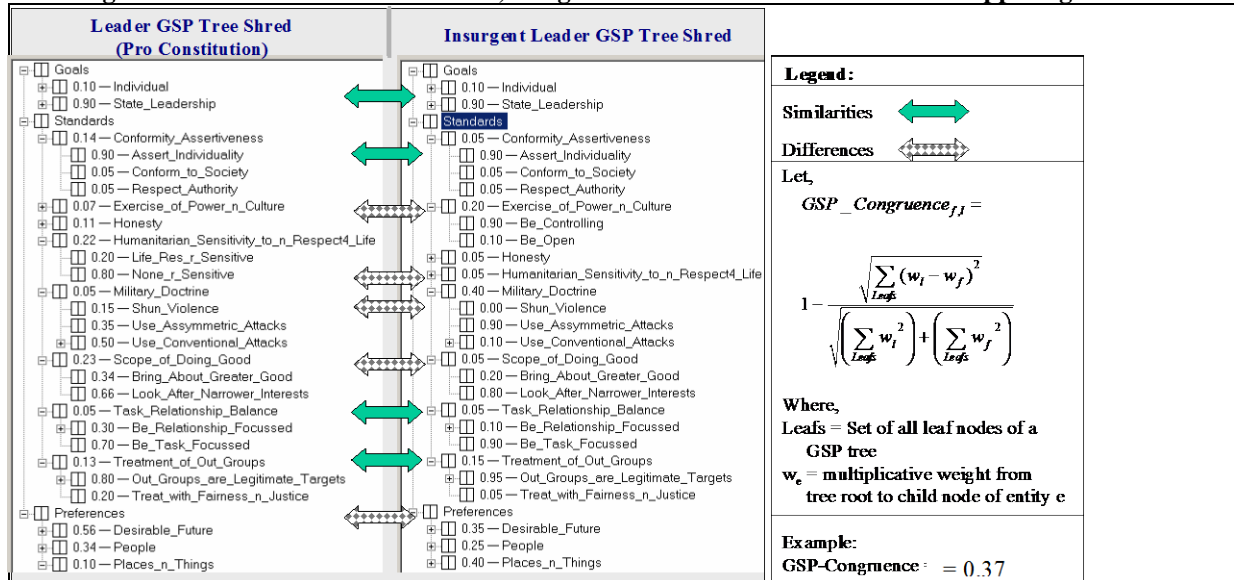 Leader GSP Tree Shred
(Pro Constitution)
Goals
0.10 — Individual
0.90 — State_Leadership
Standards
0.14 — Conformity_Assertiveness
0.90 — Assert_Individuality
0.05 — Conform_to_Society
0.05 — Respect_Authority
0.07 — Exercise_of_Power_n_Culture
0.11 — Honesty
0.22 — Humanitarian_Sensitivity_to_n_Respect4_Life
0.20 — Life_Res_r_Sensitive
0.80 — None_r_Sensitive
0.05 — Military_Doctrine
0.15 — Shun_Violence
0.35 — Use_Assymmetric_Attacks
0.50 — Use_Conventional_Attacks
0.23 — Scope_of_Doing_Good
0.34 — Bring_About_Greater_Good
0.66 — Look_After_Narrower_Interests
0.05 — Task_Relationship_Balance
0.30 — Be_Relationship_Focussed
0.70 — Be_Task_Focussed
0.13 — Treatment_of_Out_Groups
0.80 — Out_Groups_are_Legitimate_Targets
0.20 — Treat_with_Fairness_n_Justice
Preferences
0.56 — Desirable_Future
0.34 — People
0.10 — Places_n_Things
Insurgent Leader GSP Tree Shred
Goals
0.10 — Individual
0.90 — State_Leadership
Standards
0.05 — Conformity_Assertiveness
0.90 — Assert_Individuality
0.05 — Conform_to_Society
0.05 — Respect_Authority
0.20 — Exercise_of_Power_n_Culture
0.90 — Be_Controlling
0.10 — Be_Open
0.05 — Honesty
0.05 — Humanitarian_Sensitivity_to_n_Respect4_Life
0.40 — Military_Doctrine
0.00 — Shun_Violence
0.90 — Use_Assymmetric_Attacks
0.10 — Use_Conventional_Attacks
0.05 — Scope_of_Doing_Good
0.20 — Bring_About_Greater_Good
0.80 — Look_After_Narrower_Interests
0.05 — Task_Relationship_Balance
0.10 — Be_Relationship_Focussed
0.90 — Be_Task_Focussed
0.15 — Treatment_of_Out_Groups
0.95 — Out_Groups_are_Legitimate_Targets
0.05 — Treat_with_Fairness_n_Justice
Preferences
0.35 — Desirable_Future
0.25 — People
0.40 — Places_n_Things
Legend:
Similarities
Differences
Let,
GSP_Congruence f,l =
1 - √(∑ Leafs (w_l - w_f)²) / √((∑ Leafs w_l²) + (∑ Leafs w_f²))
Where,
Leafs = Set of all leaf nodes of a
GSP tree
w_e = multiplicative weight from
tree root to child node of entity e
Example:
GSP-Congruence = 0.37